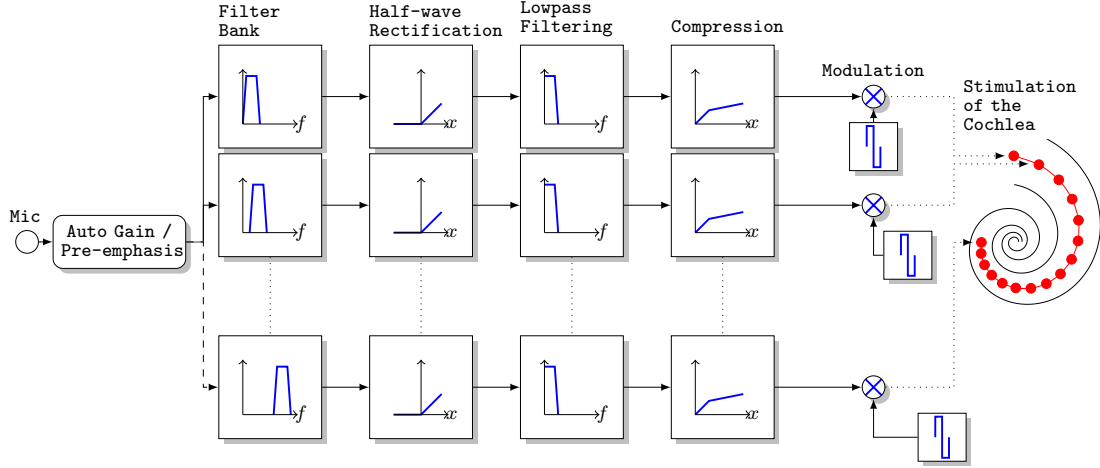 Filter
Bank
Half-wave
Rectification
Lowpass
Filtering
Compression
Modulation
Stimulation
of the
Cochlea
f
x
f
x
f
x
f
x
Mic
Auto Gain /
Pre-emphasis
f
x
f
x